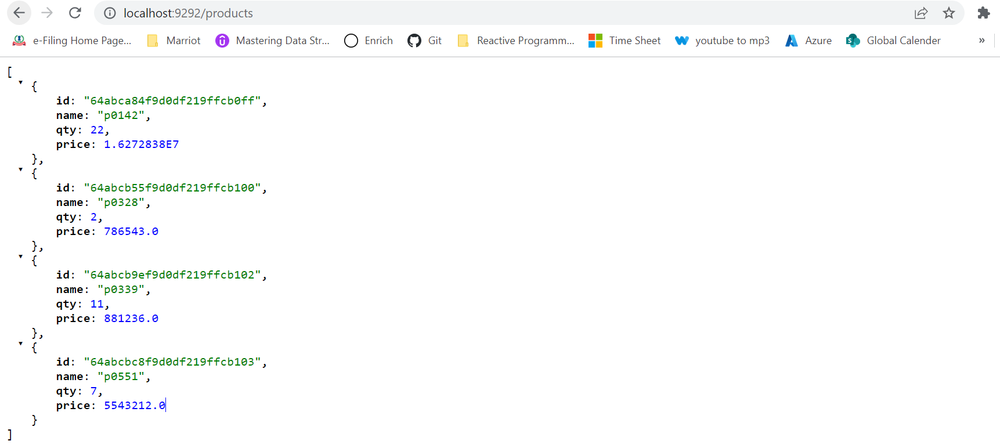 localhost:9292/products
e-Filing Home Page... Marriot Mastering Data Str... Enrich Git Reactive Programm... Time Sheet youtube to mp3 Azure Global Calender »
[
{
id: "64abca84f9d0df219ffcb0ff",
name: "p0142",
qty: 22,
price: 1.6272838E7
},
{
id: "64abcb55f9d0df219ffcb100",
name: "p0328",
qty: 2,
price: 786543.0
},
{
id: "64abcb9ef9d0df219ffcb102",
name: "p0339",
qty: 11,
price: 881236.0
},
{
id: "64abcbc8f9d0df219ffcb103",
name: "p0551",
qty: 7,
price: 5543212.0
}
]